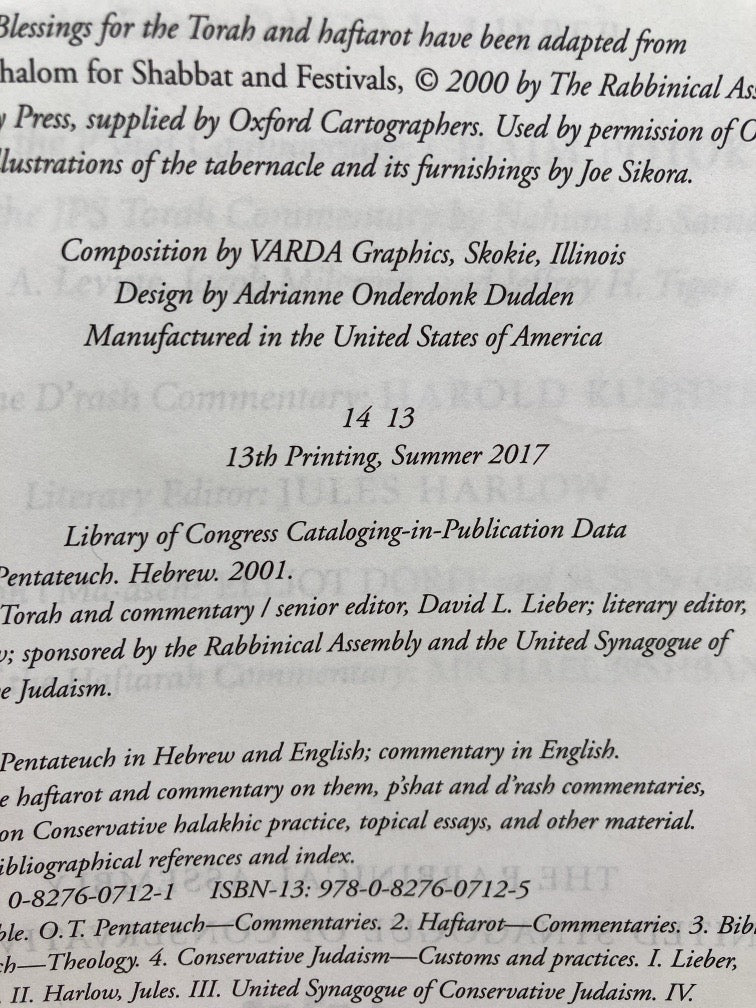 Blessings for the Torah and haftarot have been adapted from
halom for Shabbat and Festivals, © 2000 by The Rabbinical Ass
y Press, supplied by Oxford Cartographers. Used by permission of O
llustrations of the tabernacle and its furnishings by Joe Sikora.
Composition by VARDA Graphics, Skokie, Illinois
Design by Adrianne Onderdonk Dudden
Manufactured in the United States of America
14 13
13th Printing, Summer 2017
Library of Congress Cataloging-in-Publication Data
Pentateuch. Hebrew. 2001.
Torah and commentary / senior editor, David L. Lieber; literary editor,
; sponsored by the Rabbinical Assembly and the United Synagogue of
e Judaism.
Pentateuch in Hebrew and English; commentary in English.
e haftarot and commentary on them, p'shat and d'rash commentaries,
on Conservative halakhic practice, topical essays, and other material.
ibliographical references and index.
0-8276-0712-1 ISBN-13: 978-0-8276-0712-5
ble. O.T. Pentateuch—Commentaries. 2. Haftarot—Commentaries. 3. Bibl
ch—Theology. 4. Conservative Judaism—Customs and practices. I. Lieber,
. II. Harlow, Jules. III. United Synagogue of Conservative Judaism. IV.